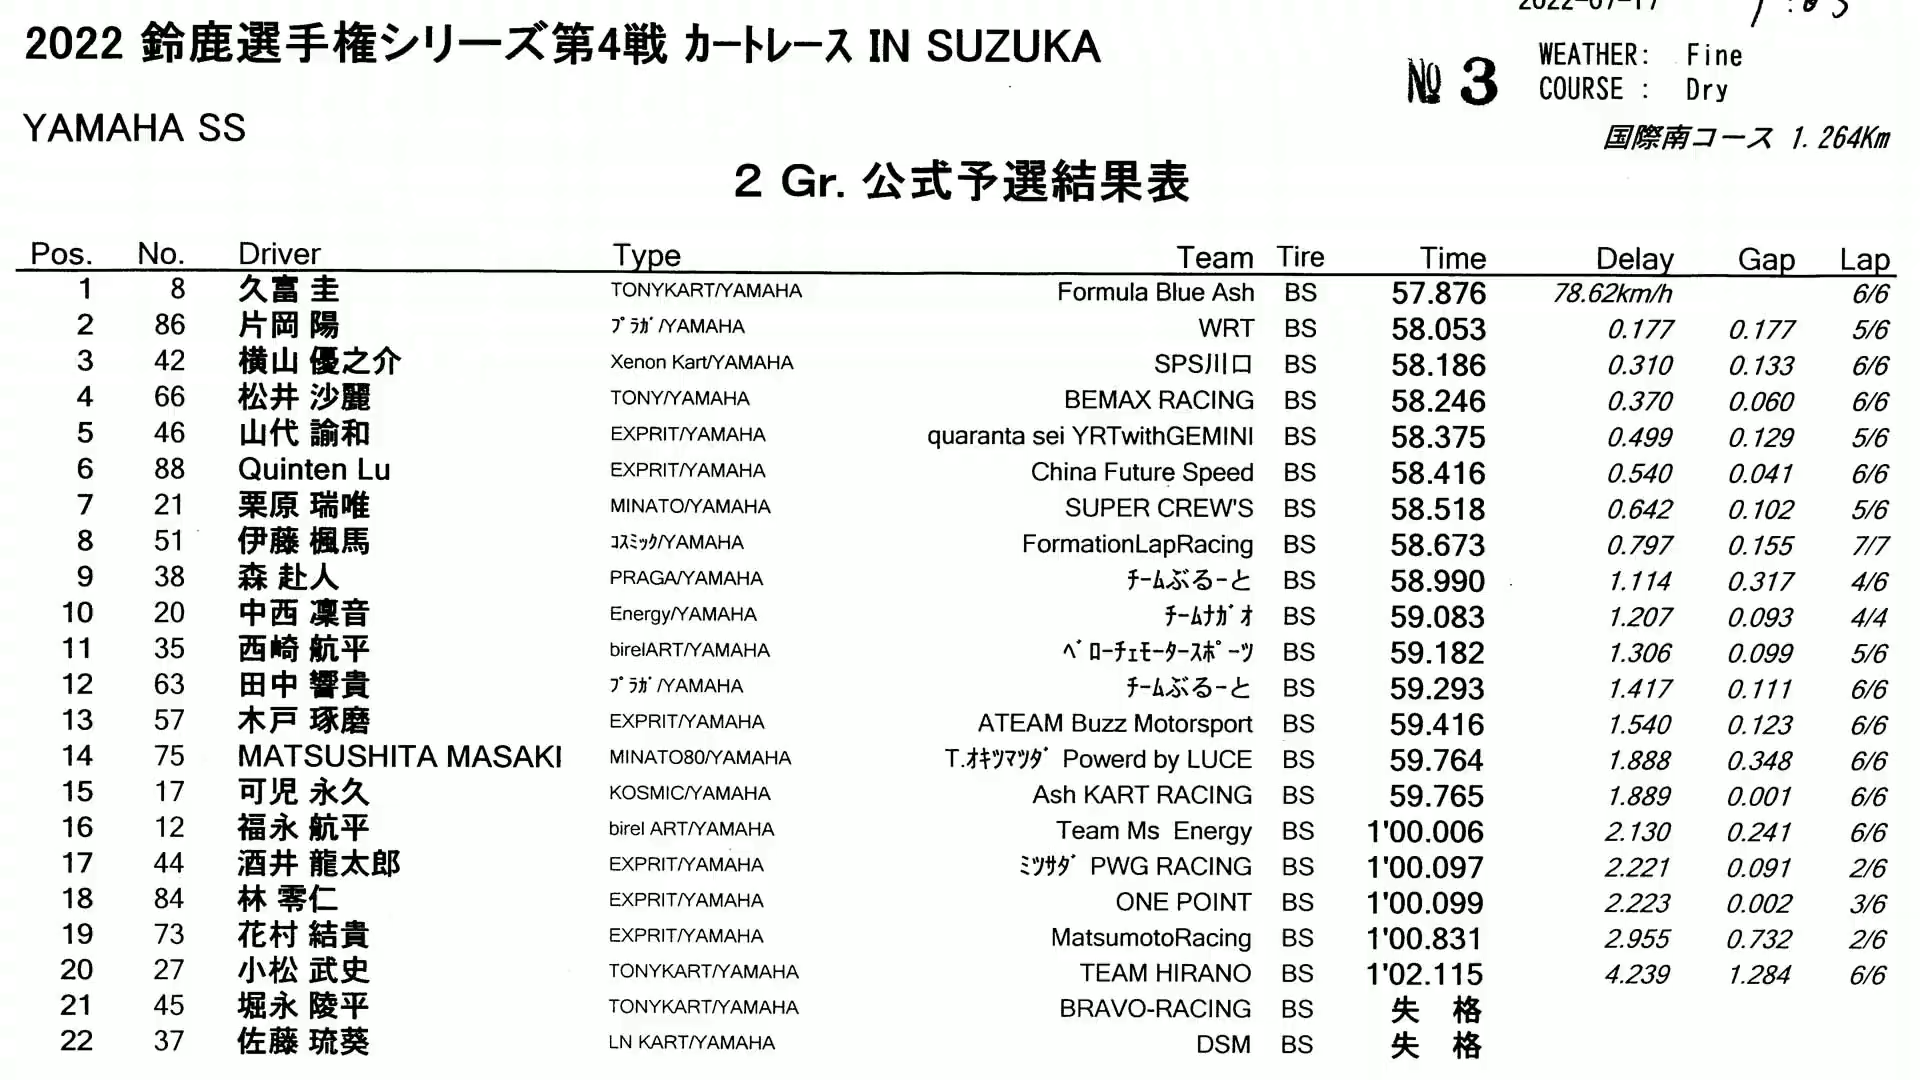 2022 鈴鹿選手権シリーズ第4戦 カートレース IN SUZUKA
№ 3
WEATHER: Fine
COURSE : Dry
YAMAHA SS
国際南コース 1.264Km
2 Gr. 公式予選結果表
Pos. No. Driver Type Team Tire Time Delay Gap Lap
1 8 久富 圭 TONYKART/YAMAHA Formula Blue Ash BS 57.876 78.62km/h 6/6
2 86 片岡 陽 ﾌﾟﾗｶﾞ/YAMAHA WRT BS 58.053 0.177 0.177 5/6
3 42 横山 優之介 Xenon Kart/YAMAHA SPS川口 BS 58.186 0.310 0.133 6/6
4 66 松井 沙麗 TONY/YAMAHA BEMAX RACING BS 58.246 0.370 0.060 6/6
5 46 山代 諭和 EXPRIT/YAMAHA quaranta sei YRTwithGEMINI BS 58.375 0.499 0.129 5/6
6 88 Quinten Lu EXPRIT/YAMAHA China Future Speed BS 58.416 0.540 0.041 6/6
7 21 栗原 瑞唯 MINATO/YAMAHA SUPER CREW'S BS 58.518 0.642 0.102 5/6
8 51 伊藤 楓馬 ｺｽﾐｯｸ/YAMAHA FormationLapRacing BS 58.673 0.797 0.155 7/7
9 38 森 赴人 PRAGA/YAMAHA ﾁｰﾑぶるｰと BS 58.990 1.114 0.317 4/6
10 20 中西 凜音 Energy/YAMAHA ﾁｰﾑﾅｶﾞｵ BS 59.083 1.207 0.093 4/4
11 35 西崎 航平 birelART/YAMAHA ﾍﾞﾛｰﾁｪﾓｰﾀｰｽﾎﾟｰﾂ BS 59.182 1.306 0.099 5/6
12 63 田中 響貴 ﾌﾟﾗｶﾞ/YAMAHA ﾁｰﾑぶるｰと BS 59.293 1.417 0.111 6/6
13 57 木戸 琢磨 EXPRIT/YAMAHA ATEAM Buzz Motorsport BS 59.416 1.540 0.123 6/6
14 75 MATSUSHITA MASAKI MINATO80/YAMAHA T.ｵｷﾂﾏﾂﾀﾞ Powerd by LUCE BS 59.764 1.888 0.348 6/6
15 17 可児 永久 KOSMIC/YAMAHA Ash KART RACING BS 59.765 1.889 0.001 6/6
16 12 福永 航平 birel ART/YAMAHA Team Ms Energy BS 1'00.006 2.130 0.241 6/6
17 44 酒井 龍太郎 EXPRIT/YAMAHA ﾐﾂｻﾀﾞ PWG RACING BS 1'00.097 2.221 0.091 2/6
18 84 林 零仁 EXPRIT/YAMAHA ONE POINT BS 1'00.099 2.223 0.002 3/6
19 73 花村 結貴 EXPRIT/YAMAHA MatsumotoRacing BS 1'00.831 2.955 0.732 2/6
20 27 小松 武史 TONYKART/YAMAHA TEAM HIRANO BS 1'02.115 4.239 1.284 6/6
21 45 堀永 陵平 TONYKART/YAMAHA BRAVO-RACING BS 失 格
22 37 佐藤 琉葵 LN KART/YAMAHA DSM BS 失 格